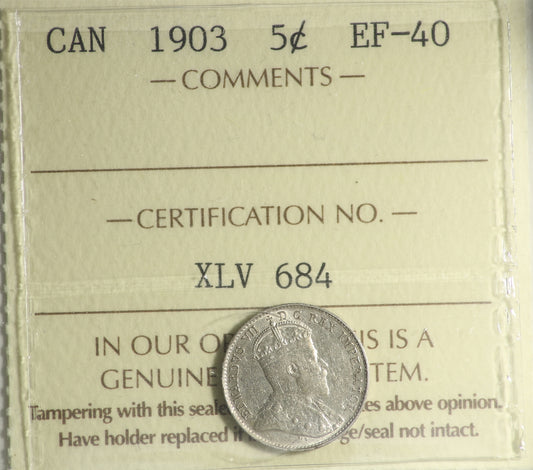 CAN 1903 5¢ EF-40
— COMMENTS —
— CERTIFICATION NO. —
XLV 684
IN OUR IS A
GENUINE
Tampering with this above opinion.
Have holder replaced not intact.